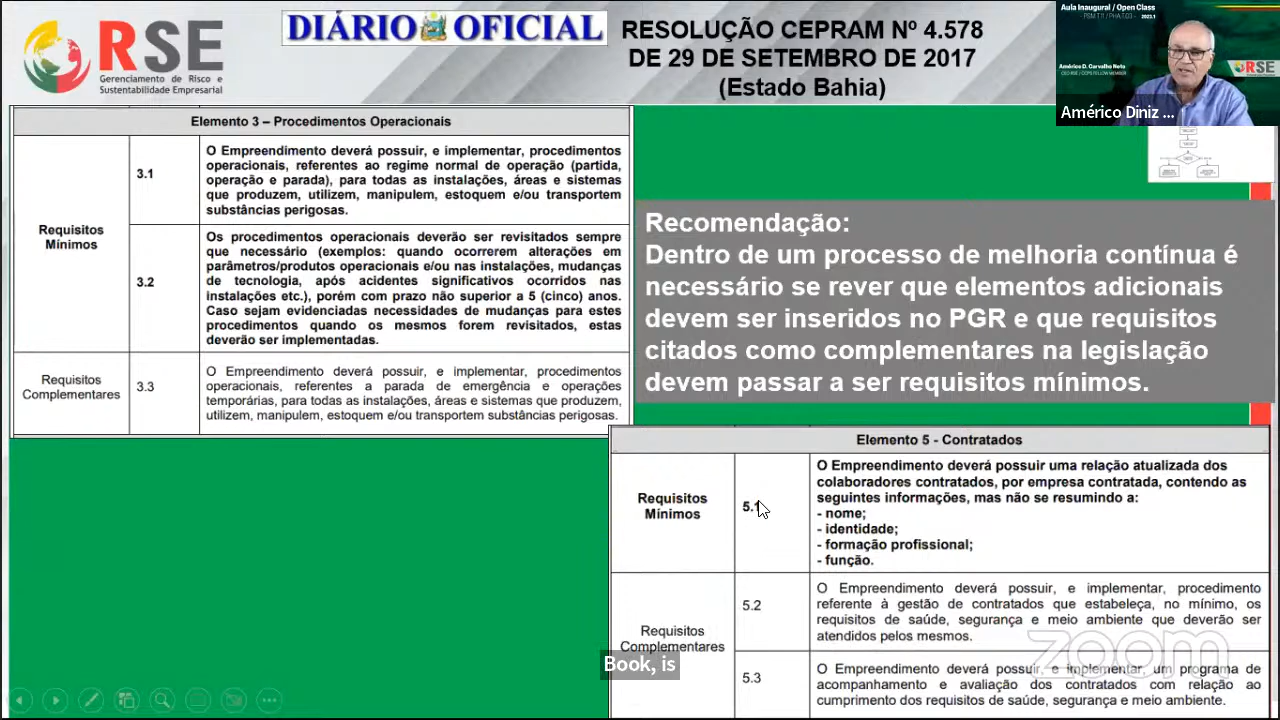 RSE
Gerenciamento de Risco e
Sustentabilidade Empresarial
DIÁRIO OFICIAL
RESOLUÇÃO CEPRAM Nº 4.578
DE 29 DE SETEMBRO DE 2017
(Estado Bahia)
Aula Inaugural / Open Class
Américo D. Carvalho Neto
RSE
Américo Diniz ...
Elemento 3 – Procedimentos Operacionais
Requisitos
Mínimos
3.1
O Empreendimento deverá possuir, e implementar, procedimentos
operacionais, referentes ao regime normal de operação (partida,
operação e parada), para todas as instalações, áreas e sistemas
que produzem, utilizem, manipulem, estoquem e/ou transportem
substâncias perigosas.
3.2
Os procedimentos operacionais deverão ser revisitados sempre
que necessário (exemplos: quando ocorrerem alterações em
parâmetros/produtos operacionais e/ou nas instalações, mudanças
de tecnologia, após acidentes significativos ocorridos nas
instalações etc.), porém com prazo não superior a 5 (cinco) anos.
Caso sejam evidenciadas necessidades de mudanças para estes
procedimentos quando os mesmos forem revisitados, estas
deverão ser implementadas.
Requisitos
Complementares
3.3
O Empreendimento deverá possuir, e implementar, procedimentos
operacionais, referentes a parada de emergência e operações
temporárias, para todas as instalações, áreas e sistemas que produzem,
utilizem, manipulem, estoquem e/ou transportem substâncias perigosas.
Recomendação:
Dentro de um processo de melhoria contínua é
necessário se rever que elementos adicionais
devem ser inseridos no PGR e que requisitos
citados como complementares na legislação
devem passar a ser requisitos mínimos.
Elemento 5 - Contratados
Requisitos
Mínimos
5.1
O Empreendimento deverá possuir uma relação atualizada dos
colaboradores contratados, por empresa contratada, contendo as
seguintes informações, mas não se resumindo a:
- nome;
- identidade;
- formação profissional;
- função.
Requisitos
Complementares
5.2
O Empreendimento deverá possuir, e implementar, procedimento
referente à gestão de contratados que estabeleça, no mínimo, os
requisitos de saúde, segurança e meio ambiente que deverão ser
atendidos pelos mesmos.
5.3
O Empreendimento deverá possuir, e implementar, um programa de
acompanhamento e avaliação dos contratados com relação ao
cumprimento dos requisitos de saúde, segurança e meio ambiente.
zoom
Book, is